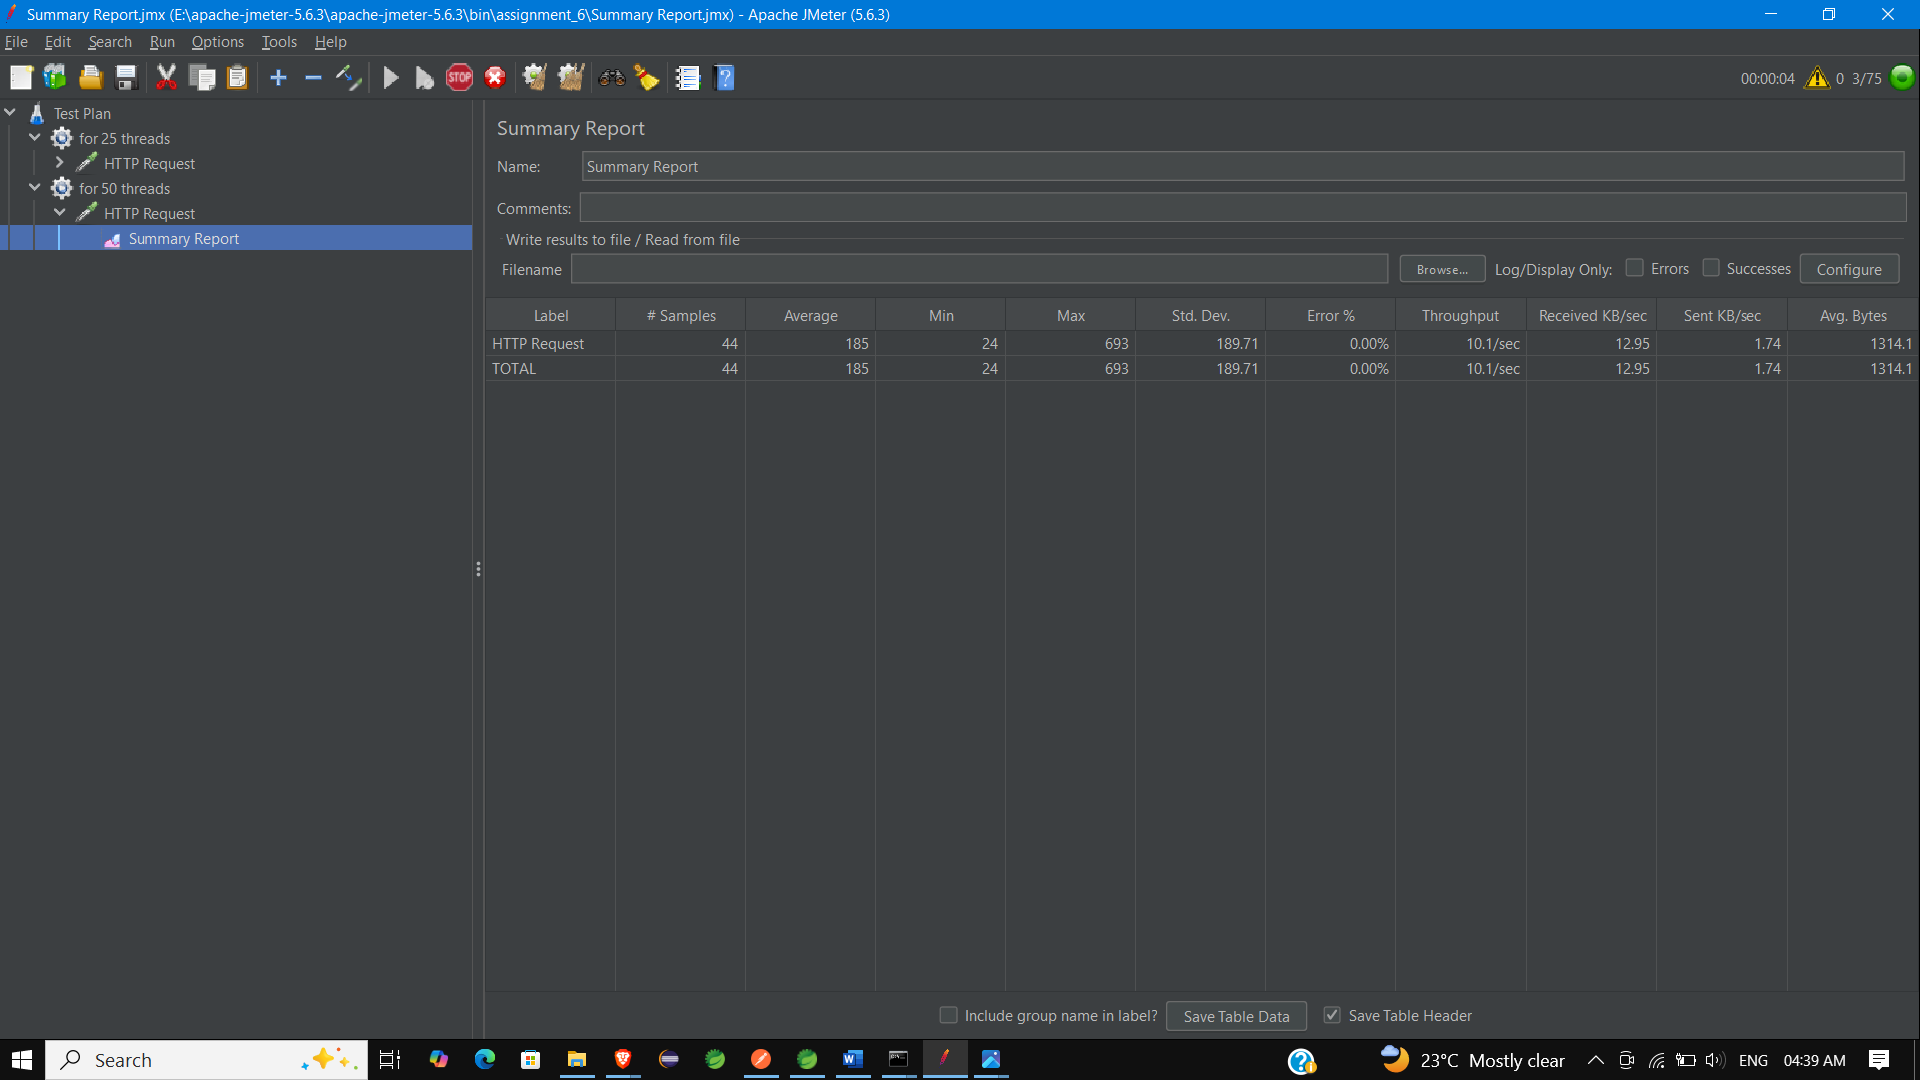 Summary Report.jmx (E:\apache-jmeter-5.6.3\apache-jmeter-5.6.3\bin\assignment_6\Summary Report.jmx) - Apache JMeter (5.6.3)
File Edit Search Run Options Tools Help
STOP 00:00:04 0 3/75
Test Plan
for 25 threads
HTTP Request
for 50 threads
HTTP Request
Summary Report
Summary Report
Name: Summary Report
Comments:
Write results to file / Read from file
Filename Browse... Log/Display Only: Errors Successes Configure
Label # Samples Average Min Max Std. Dev. Error % Throughput Received KB/sec Sent KB/sec Avg. Bytes
HTTP Request 44 185 24 693 189.71 0.00% 10.1/sec 12.95 1.74 1314.1
TOTAL 44 185 24 693 189.71 0.00% 10.1/sec 12.95 1.74 1314.1
Include group name in label? Save Table Data Save Table Header
Search 23°C Mostly clear ENG 04:39 AM